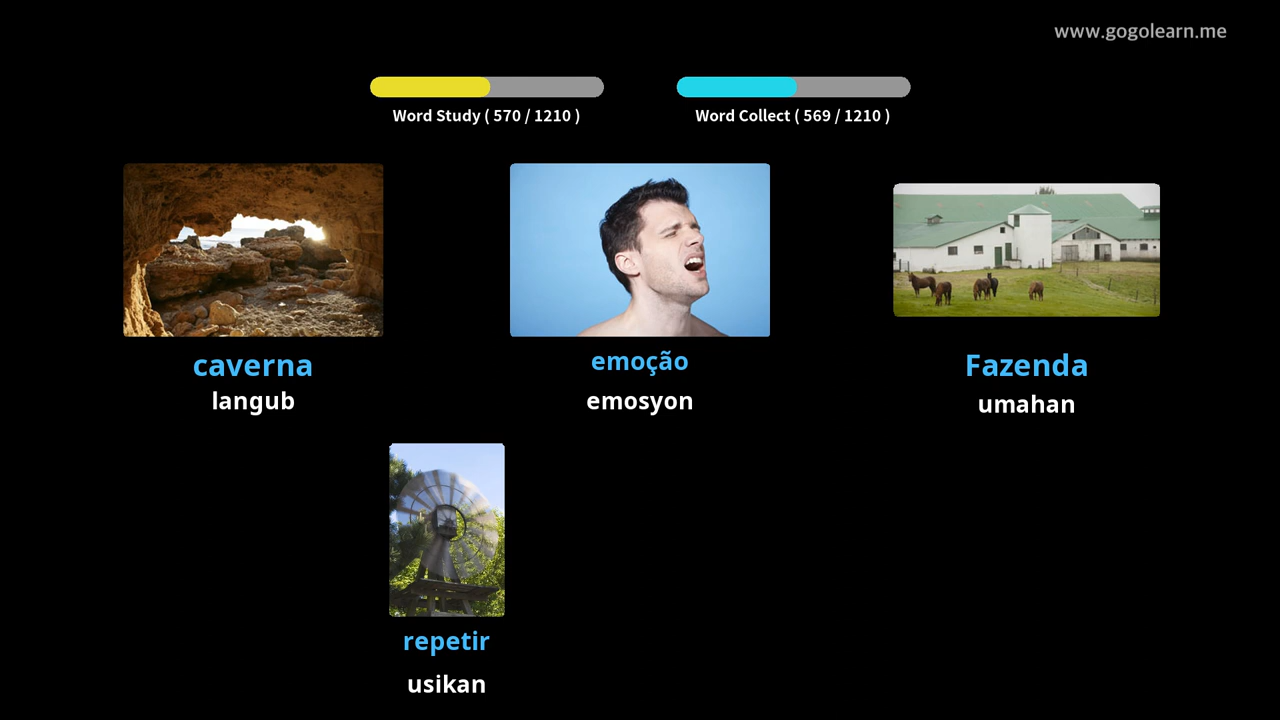 www.gogolearn.me
Word Study ( 570 / 1210 )
Word Collect ( 569 / 1210 )
caverna
langub
emoção
emosyon
Fazenda
umahan
repetir
usikan